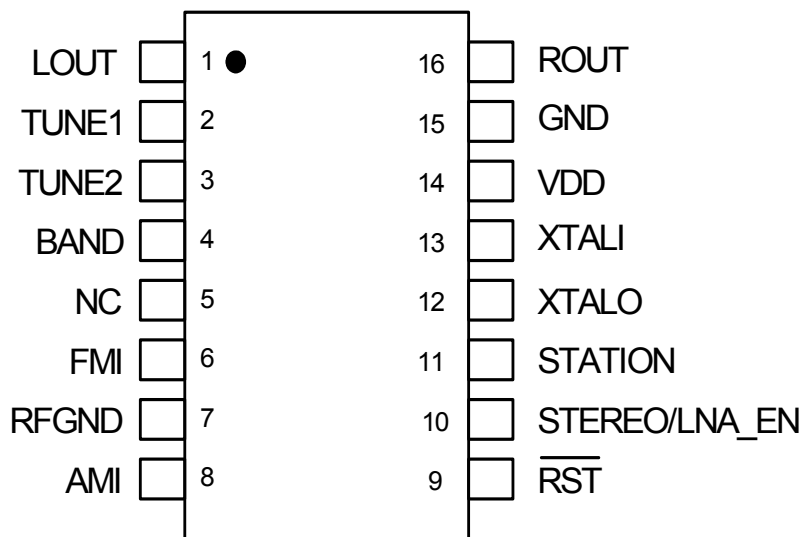 LOUT 1 16 ROUT
TUNE1 2 15 GND
TUNE2 3 14 VDD
BAND 4 13 XTALI
NC 5 12 XTALO
FMI 6 11 STATION
RFGND 7 10 STEREO/LNA_EN
AMI 8 9 RST